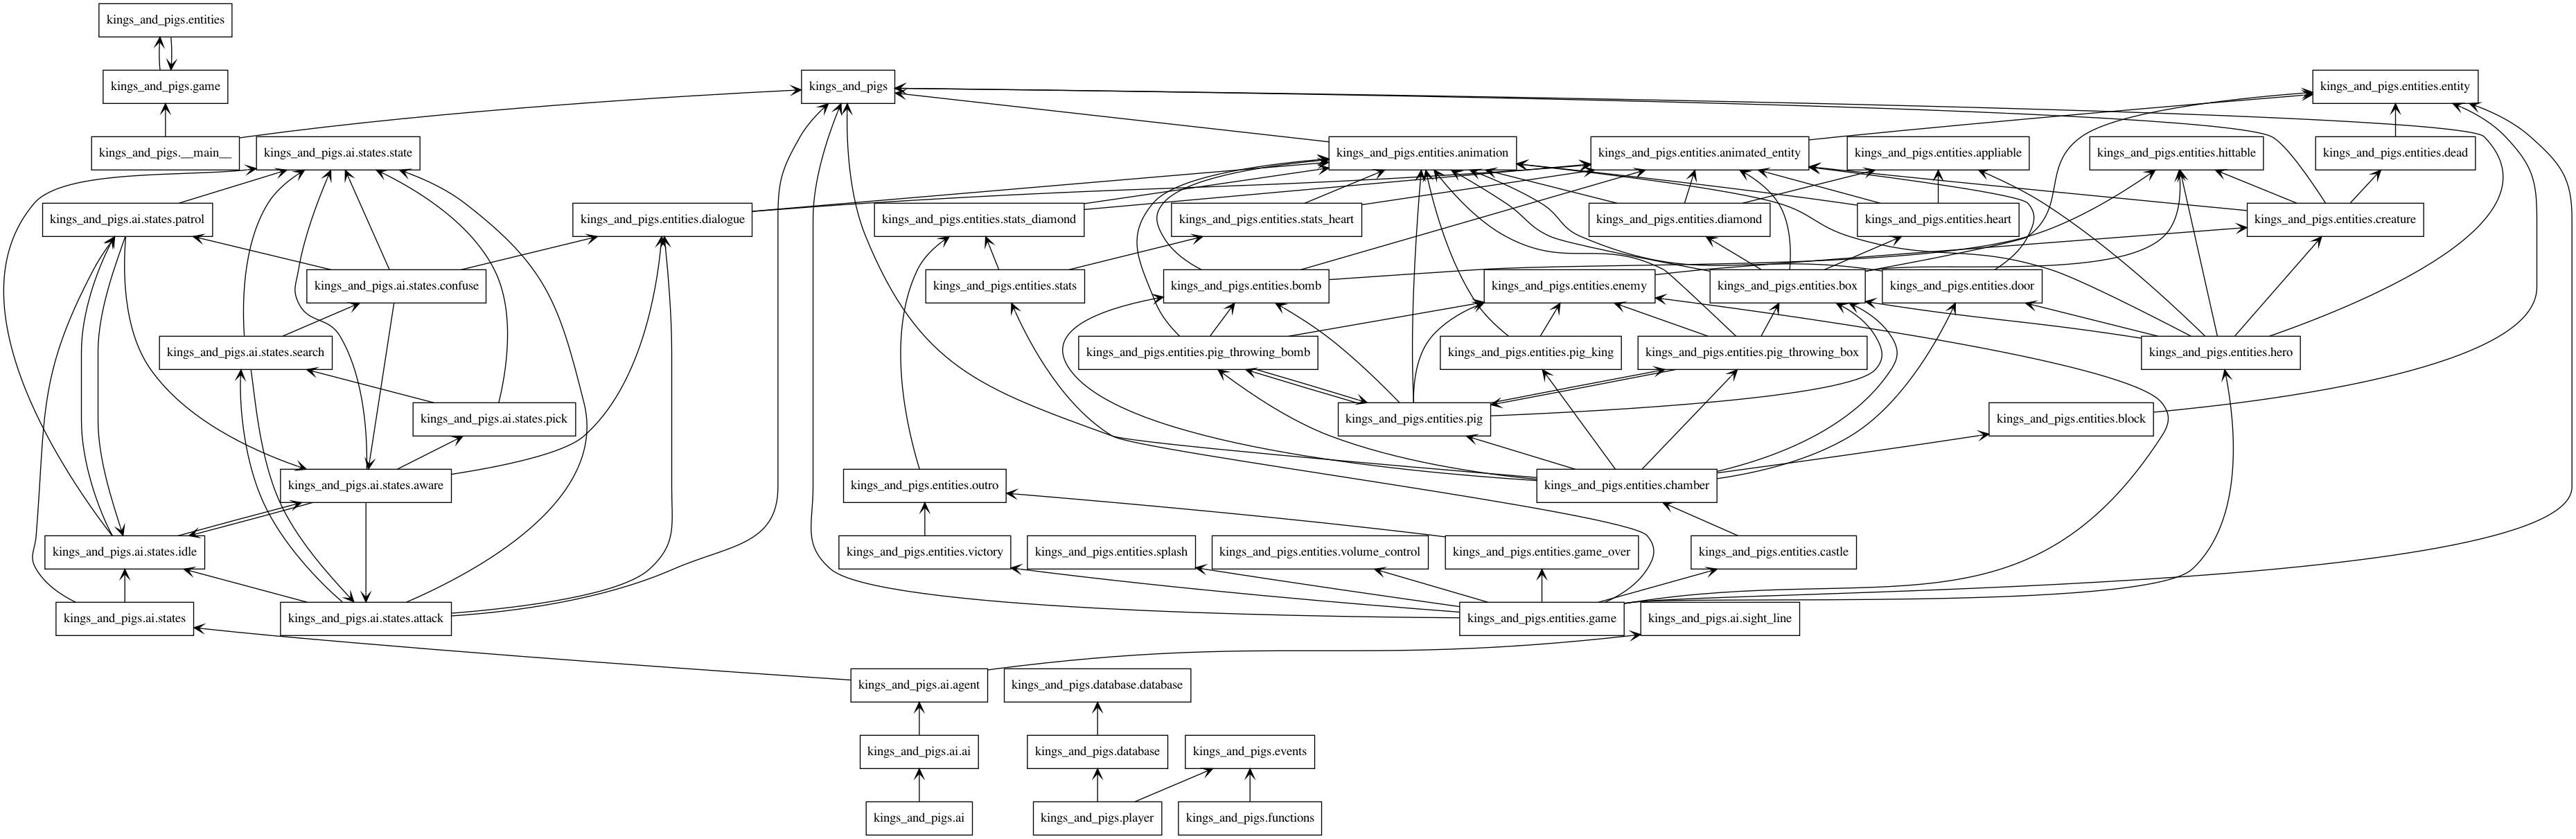 kings_and_pigs.entities
kings_and_pigs.game
kings_and_pigs
kings_and_pigs.entities.entity
kings_and_pigs.__main__
kings_and_pigs.ai.states.state
kings_and_pigs.entities.animation
kings_and_pigs.entities.animated_entity
kings_and_pigs.entities.appliable
kings_and_pigs.entities.hittable
kings_and_pigs.entities.dead
kings_and_pigs.ai.states.patrol
kings_and_pigs.entities.dialogue
kings_and_pigs.entities.stats_diamond
kings_and_pigs.entities.stats_heart
kings_and_pigs.entities.diamond
kings_and_pigs.entities.heart
kings_and_pigs.entities.creature
kings_and_pigs.ai.states.confuse
kings_and_pigs.entities.stats
kings_and_pigs.entities.bomb
kings_and_pigs.entities.enemy
kings_and_pigs.entities.box
kings_and_pigs.entities.door
kings_and_pigs.ai.states.search
kings_and_pigs.entities.pig_throwing_bomb
kings_and_pigs.entities.pig_king
kings_and_pigs.entities.pig_throwing_box
kings_and_pigs.entities.hero
kings_and_pigs.ai.states.pick
kings_and_pigs.entities.pig
kings_and_pigs.entities.block
kings_and_pigs.ai.states.aware
kings_and_pigs.entities.outro
kings_and_pigs.entities.chamber
kings_and_pigs.ai.states.idle
kings_and_pigs.entities.victory
kings_and_pigs.entities.splash
kings_and_pigs.entities.volume_control
kings_and_pigs.entities.game_over
kings_and_pigs.entities.castle
kings_and_pigs.ai.states
kings_and_pigs.ai.states.attack
kings_and_pigs.entities.game
kings_and_pigs.ai.sight_line
kings_and_pigs.ai.agent
kings_and_pigs.database.database
kings_and_pigs.ai.ai
kings_and_pigs.database
kings_and_pigs.events
kings_and_pigs.ai
kings_and_pigs.player
kings_and_pigs.functions